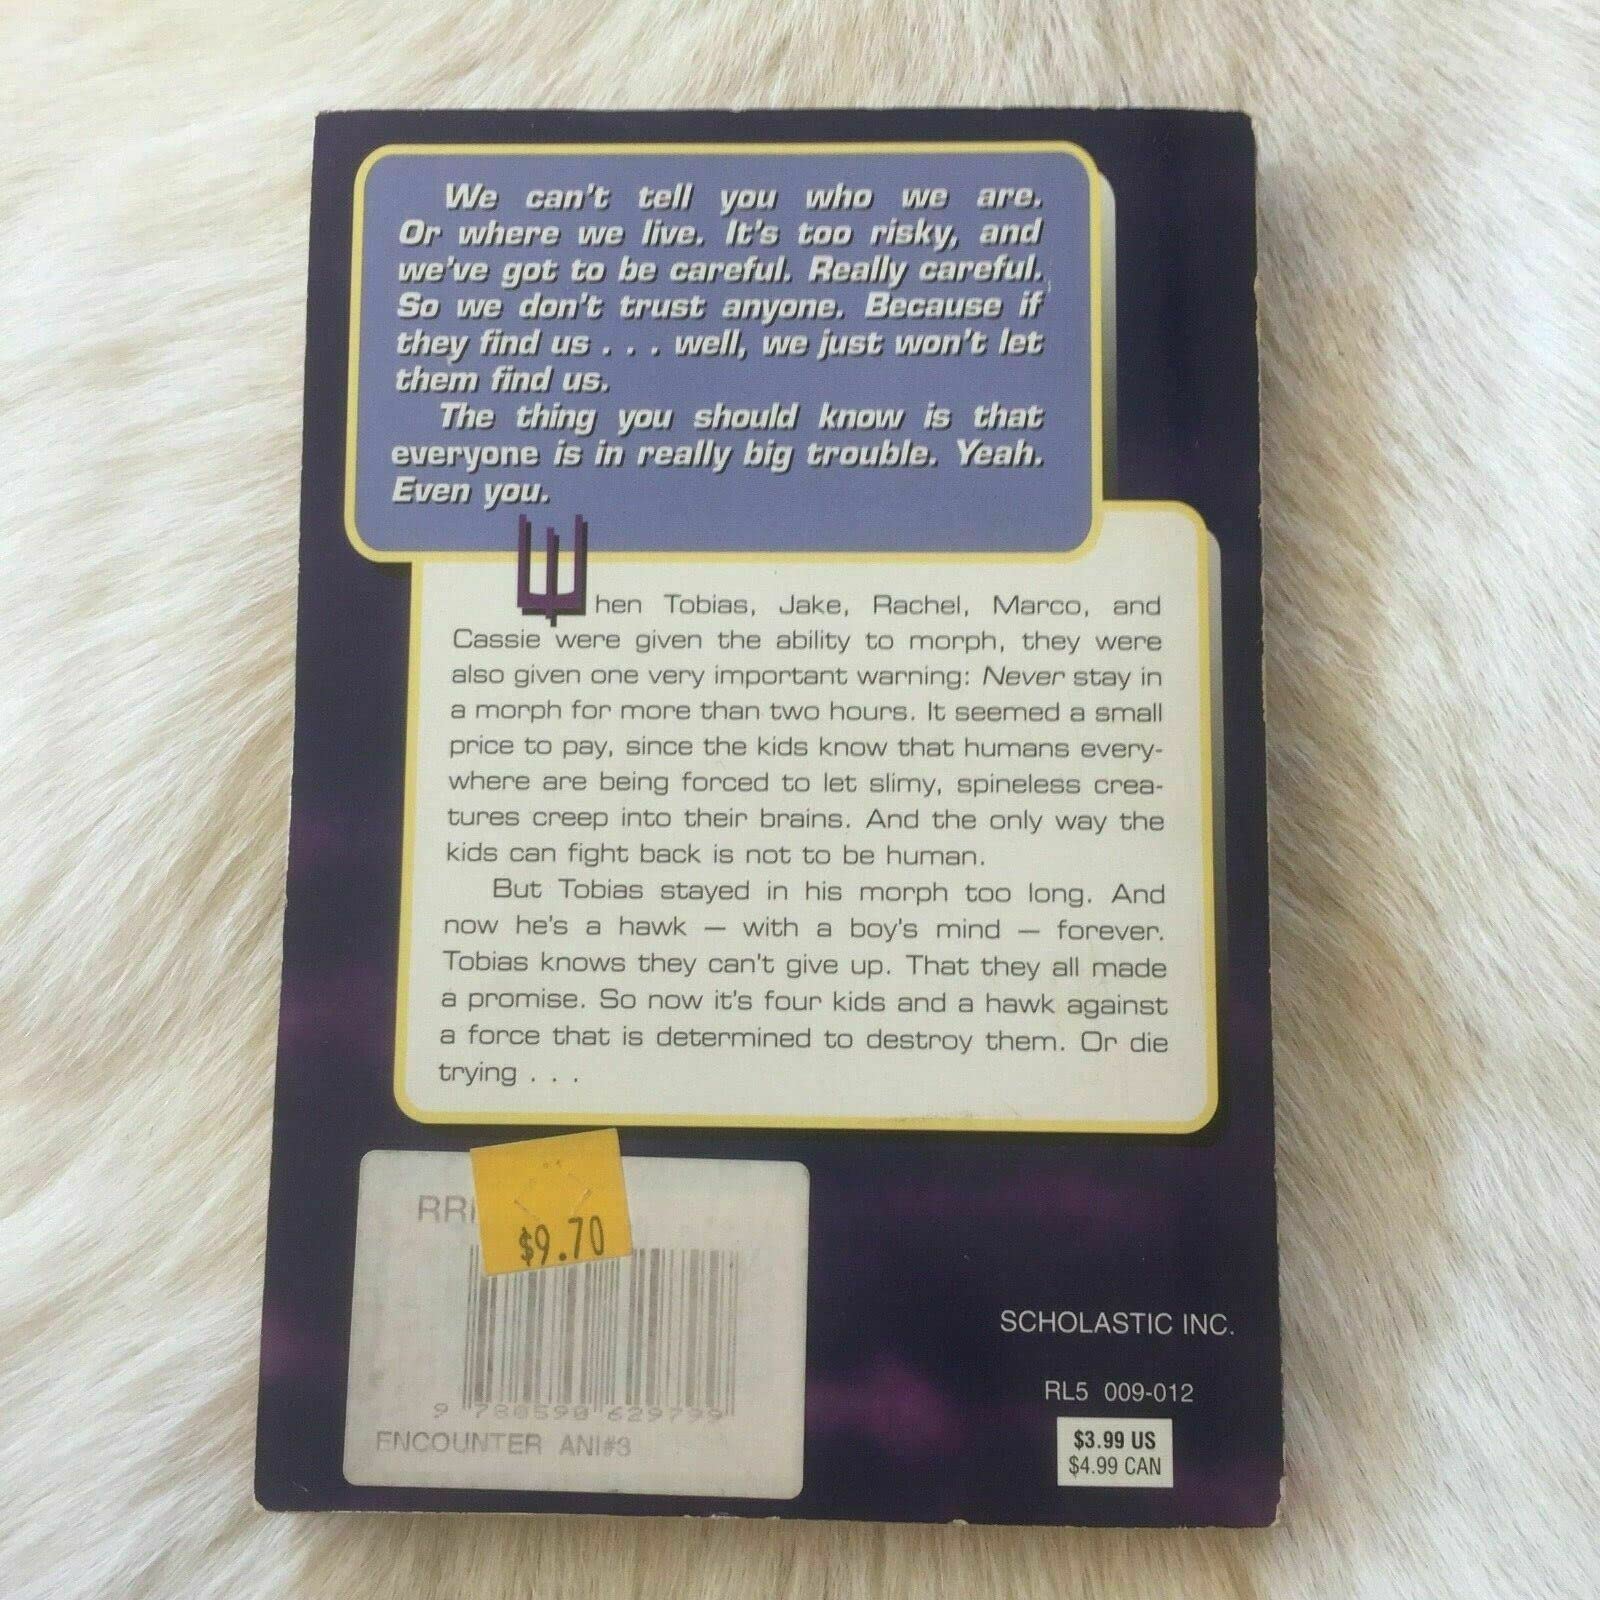 We can't tell you who we are.
Or where we live. It's too risky, and
we've got to be careful. Really careful.
So we don't trust anyone. Because if
they find us . . . well, we just won't let
them find us.
The thing you should know is that
everyone is in really big trouble. Yeah.
Even you.
When Tobias, Jake, Rachel, Marco, and
Cassie were given the ability to morph, they were
also given one very important warning: Never stay in
a morph for more than two hours. It seemed a small
price to pay, since the kids know that humans every-
where are being forced to let slimy, spineless crea-
tures creep into their brains. And the only way the
kids can fight back is not to be human.
But Tobias stayed in his morph too long. And
now he's a hawk — with a boy's mind — forever.
Tobias knows they can't give up. That they all made
a promise. So now it's four kids and a hawk against
a force that is determined to destroy them. Or die
trying . . .
$9.70
9 780590 629799
ENCOUNTER ANI#3
SCHOLASTIC INC.
RL5 009-012
$3.99 US
$4.99 CAN